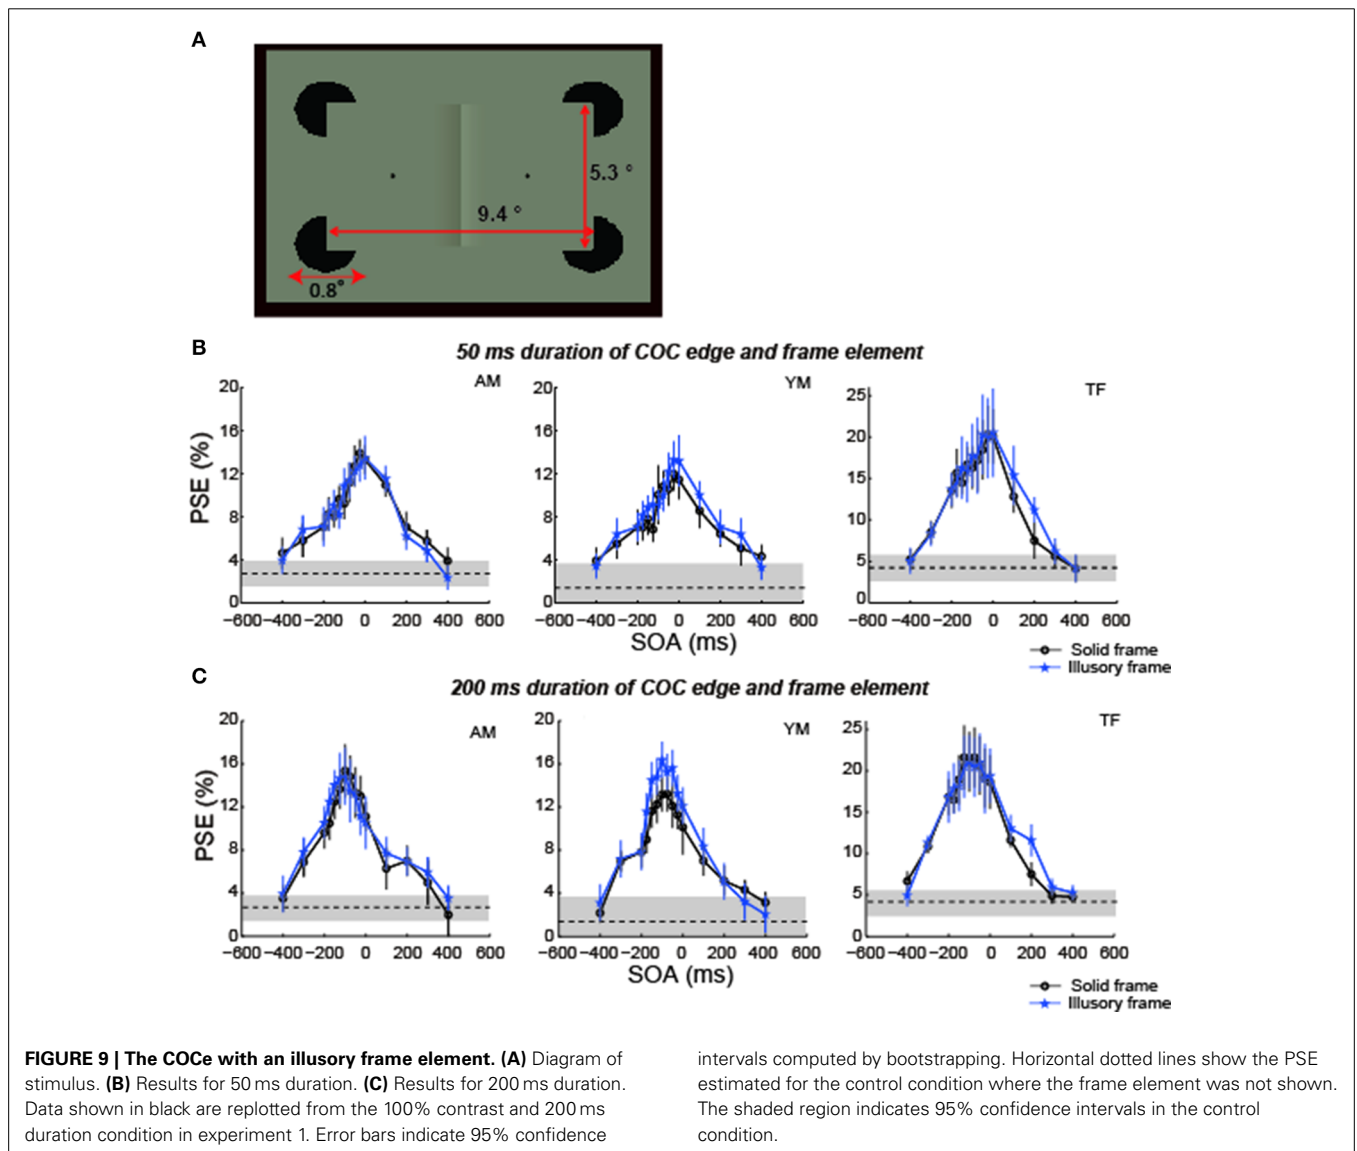 A
5.3 °
9.4 °
0.8°
B
50 ms duration of COC edge and frame element
AM
YM
TF
20
16
12
8
4
0
PSE (%)
20
16
12
8
4
0
25
20
15
10
5
0
−600 −400 −200 0 200 400 600
−600 −400 −200 0 200 400 600
−600 −400 −200 0 200 400 600
SOA (ms)
Solid frame
Illusory frame
C
200 ms duration of COC edge and frame element
AM
YM
TF
20
16
12
8
4
0
PSE (%)
20
16
12
8
4
0
25
20
15
10
5
0
−600 −400 −200 0 200 400 600
−600 −400 −200 0 200 400 600
−600 −400 −200 0 200 400 600
SOA (ms)
Solid frame
Illusory frame
FIGURE 9 | The COCe with an illusory frame element. (A) Diagram of
stimulus. (B) Results for 50 ms duration. (C) Results for 200 ms duration.
Data shown in black are replotted from the 100% contrast and 200 ms
duration condition in experiment 1. Error bars indicate 95% confidence
intervals computed by bootstrapping. Horizontal dotted lines show the PSE
estimated for the control condition where the frame element was not shown.
The shaded region indicates 95% confidence intervals in the control
condition.